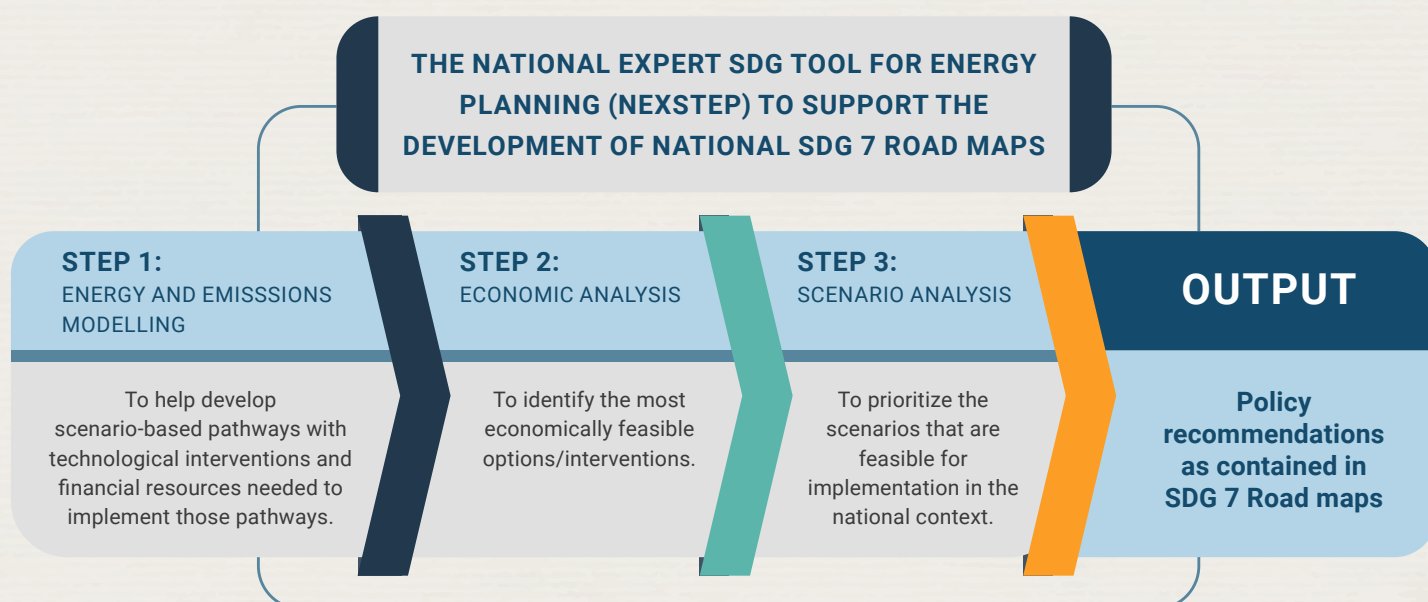 THE NATIONAL EXPERT SDG TOOL FOR ENERGY
PLANNING (NEXSTEP) TO SUPPORT THE
DEVELOPMENT OF NATIONAL SDG 7 ROAD MAPS
STEP 1:
ENERGY AND EMISSSIONS
MODELLING
To help develop
scenario-based pathways with
technological interventions and
financial resources needed to
implement those pathways.
STEP 2:
ECONOMIC ANALYSIS
To identify the most
economically feasible
options/interventions.
STEP 3:
SCENARIO ANALYSIS
To prioritize the
scenarios that are
feasible for
implementation in the
national context.
OUTPUT
Policy
recommendations
as contained in
SDG 7 Road maps